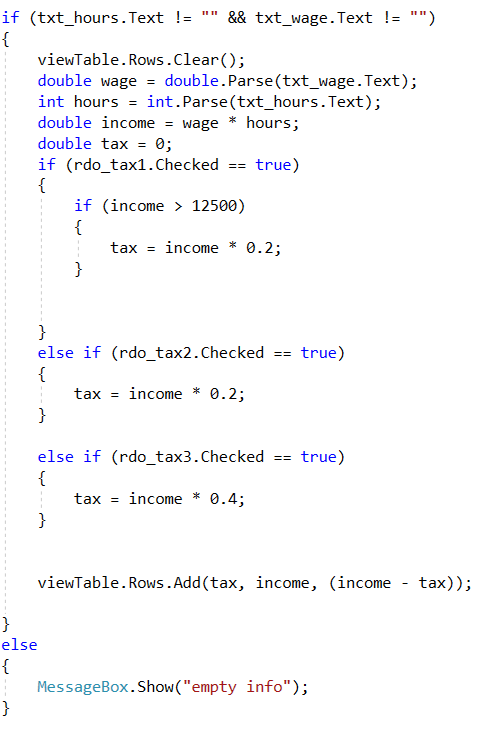 if (txt_hours.Text != "" && txt_wage.Text != "")
{
viewTable.Rows.Clear();
double wage = double.Parse(txt_wage.Text);
int hours = int.Parse(txt_hours.Text);
double income = wage * hours;
double tax = 0;
if (rdo_tax1.Checked == true)
{
if (income > 12500)
{
tax = income * 0.2;
}
}
else if (rdo_tax2.Checked == true)
{
tax = income * 0.2;
}
else if (rdo_tax3.Checked == true)
{
tax = income * 0.4;
}
viewTable.Rows.Add(tax, income, (income - tax));
}
else
{
MessageBox.Show("empty info");
}